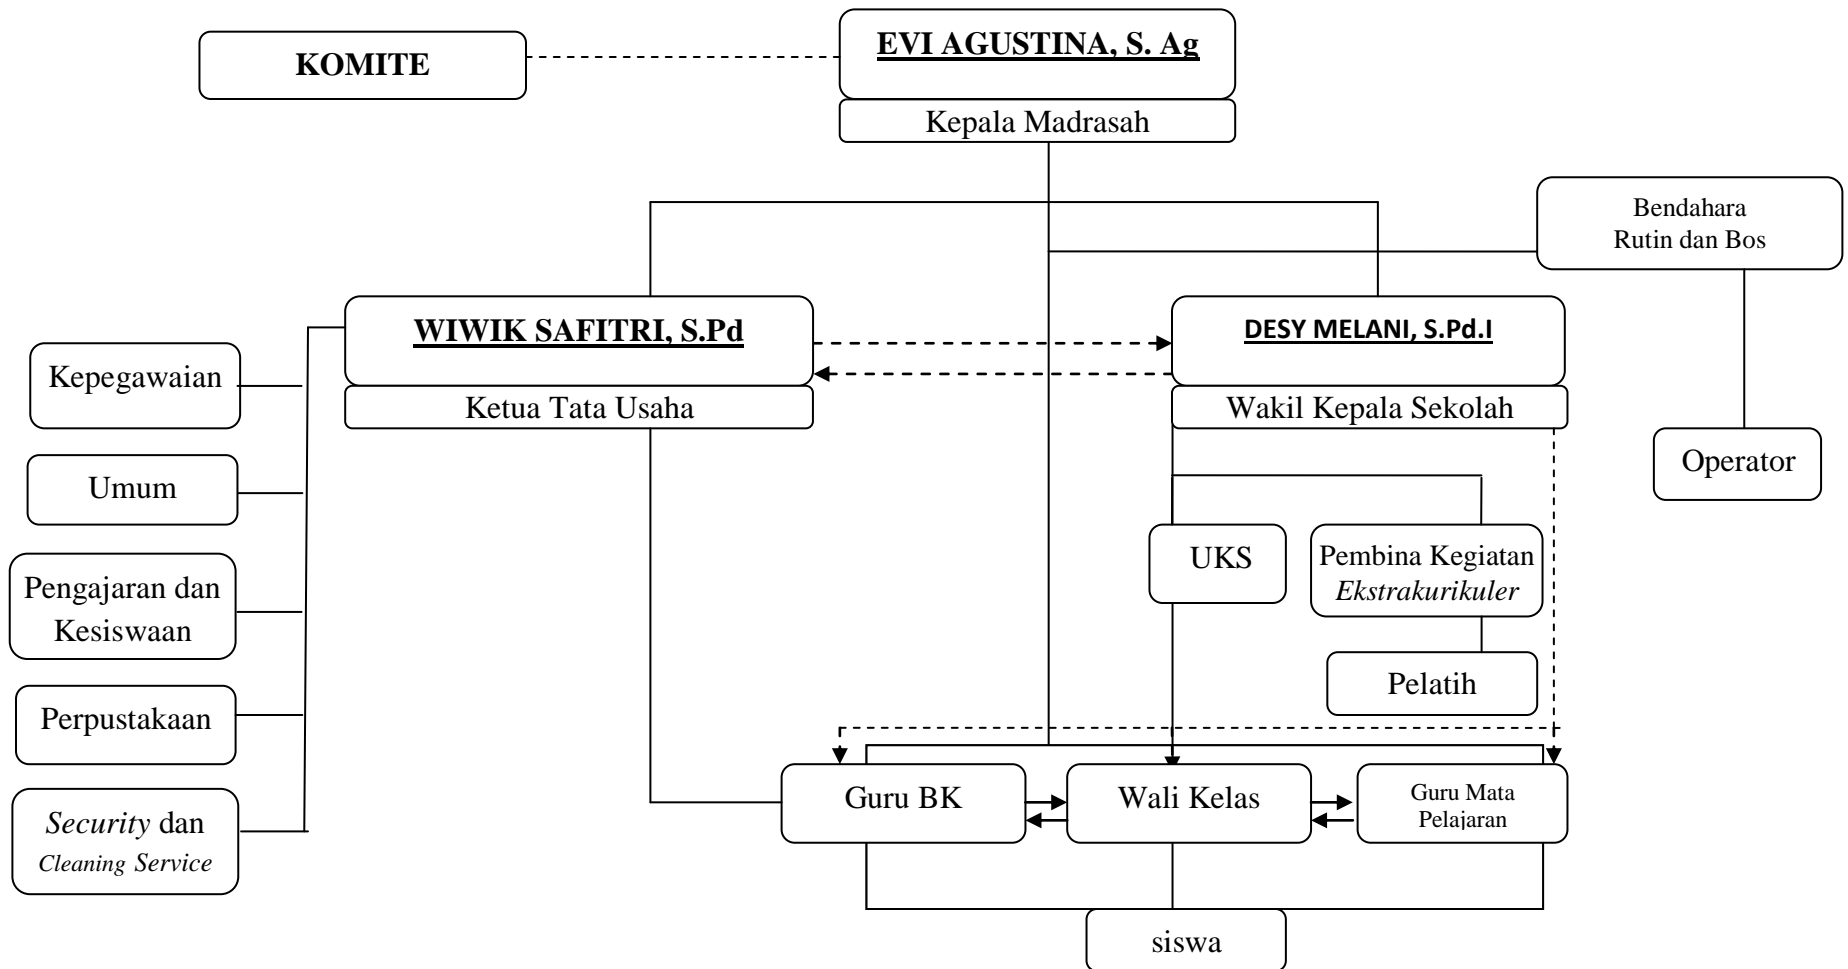 KOMITE
EVI AGUSTINA, S. Ag
Kepala Madrasah
Bendahara
Rutin dan Bos
WIWIK SAFITRI, S.Pd
Ketua Tata Usaha
DESY MELANI, S.Pd.I
Wakil Kepala Sekolah
Operator
Kepegawaian
Umum
Pengajaran dan
Kesiswaan
Perpustakaan
Security dan
Cleaning Service
UKS
Pembina Kegiatan
Ekstrakurikuler
Pelatih
Guru BK
Wali Kelas
Guru Mata
Pelajaran
siswa